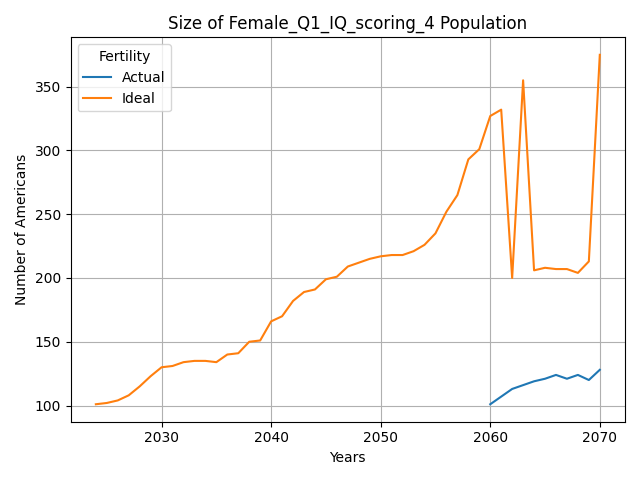 Size of Female_Q1_IQ_scoring_4 Population
Fertility
Actual
Ideal
Number of Americans
350
300
250
200
150
100
2030
2040
2050
2060
2070
Years